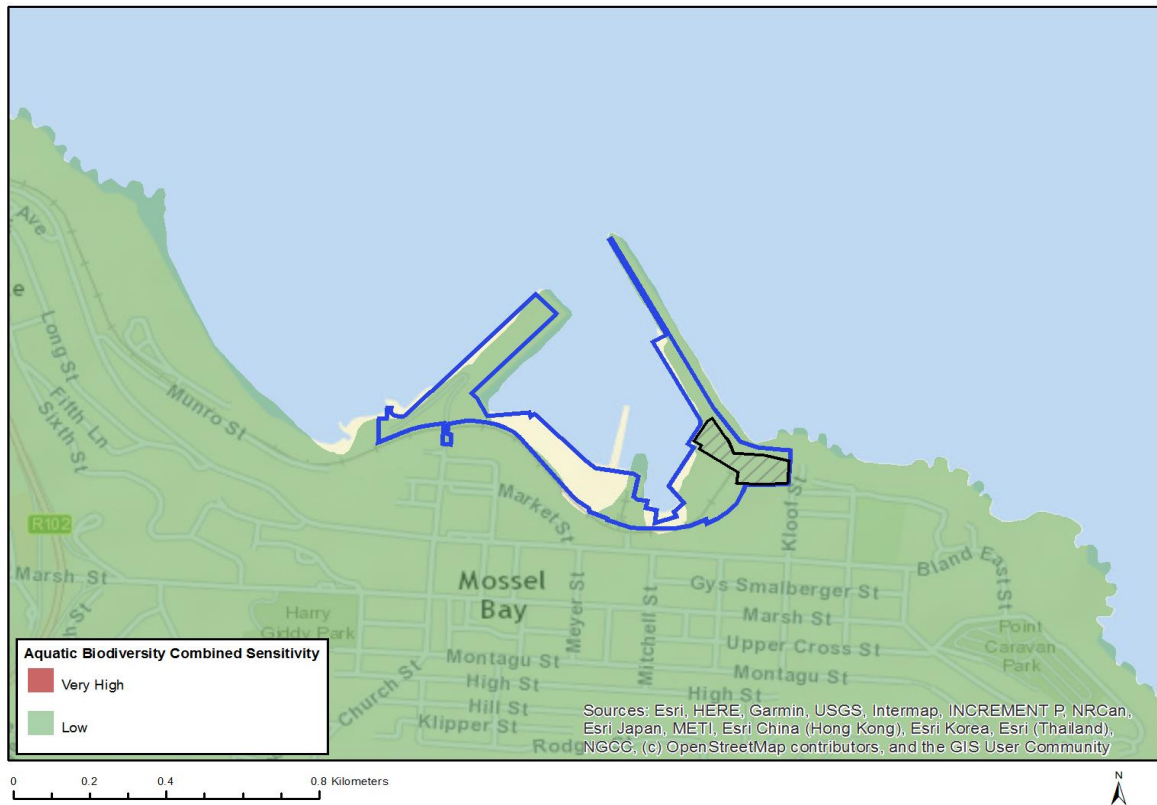 Ave
e
Long St
Fifth Ln
Sixth St
Munro St
R102
Market St
Kloof St
Marsh St
Mossel
Bay
Meyer St
Mitchell St
Gys Smalberger St
Bland East St
Marsh St
Harry
Giddy Park
Upper Cross St
Point
Caravan
Park
Montagu St
Montagu St
Church St
High St
High St
Hill St
Klipper St
Aquatic Biodiversity Combined Sensitivity
Very High
Low
Sources: Esri, HERE, Garmin, USGS, Intermap, INCREMENT P, NRCan,
Esri Japan, METI, Esri China (Hong Kong), Esri Korea, Esri (Thailand),
NGCC, (c) OpenStreetMap contributors, and the GIS User Community
0 0.2 0.4 0.8 Kilometers
N